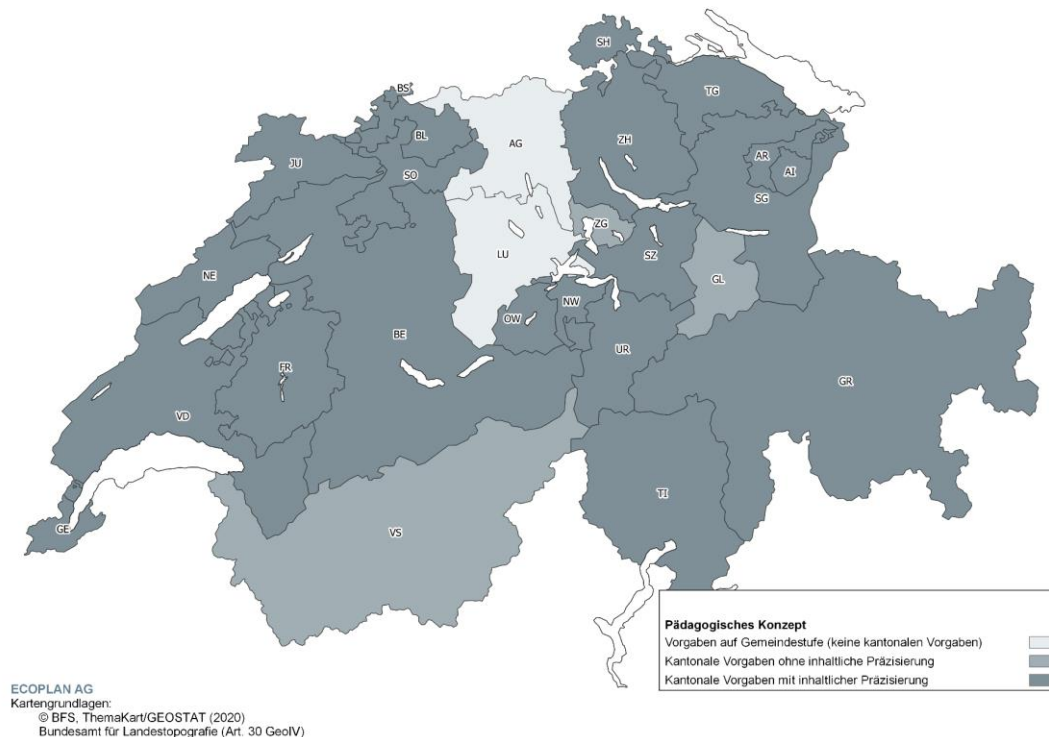 SH
BS
TG
BL
AG
ZH
JU
AR
AI
SO
SG
ZG
LU
SZ
NE
GL
NW
OW
BE
UR
FR
GR
VD
TI
GE
VS
Pädagogisches Konzept
Vorgaben auf Gemeindestufe (keine kantonalen Vorgaben)
Kantonale Vorgaben ohne inhaltliche Präzisierung
Kantonale Vorgaben mit inhaltlicher Präzisierung
ECOPLAN AG
Kartengrundlagen:
© BFS, ThemaKart/GEOSTAT (2020)
Bundesamt für Landestopografie (Art. 30 GeoIV)